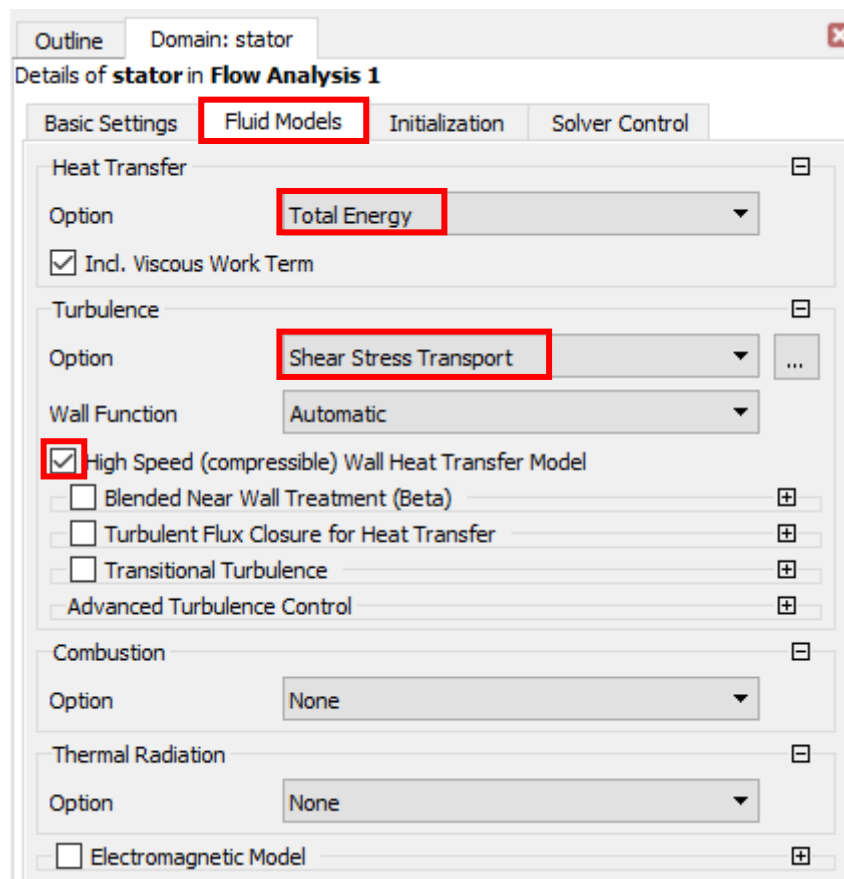 Outline Domain: stator
Details of stator in Flow Analysis 1
Basic Settings Fluid Models Initialization Solver Control
Heat Transfer
Option Total Energy
Incl. Viscous Work Term
Turbulence
Option Shear Stress Transport ...
Wall Function Automatic
High Speed (compressible) Wall Heat Transfer Model
Blended Near Wall Treatment (Beta)
Turbulent Flux Closure for Heat Transfer
Transitional Turbulence
Advanced Turbulence Control
Combustion
Option None
Thermal Radiation
Option None
Electromagnetic Model